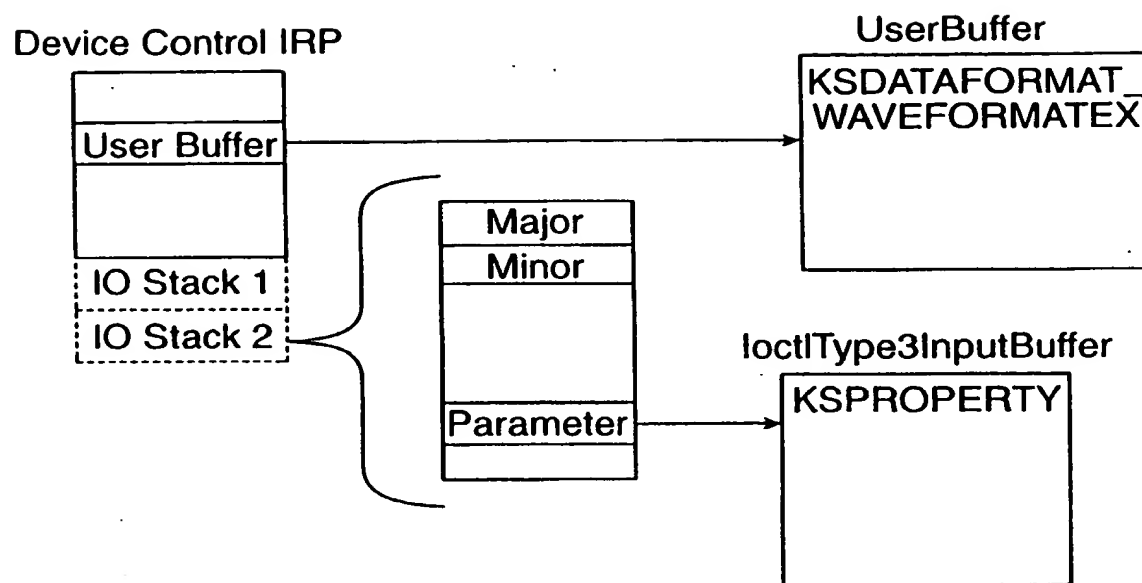 Device Control IRP
User Buffer
IO Stack 1
IO Stack 2
Major
Minor
Parameter
UserBuffer
KSDATAFORMAT_
WAVEFORMATEX
IoctlType3InputBuffer
KSPROPERTY